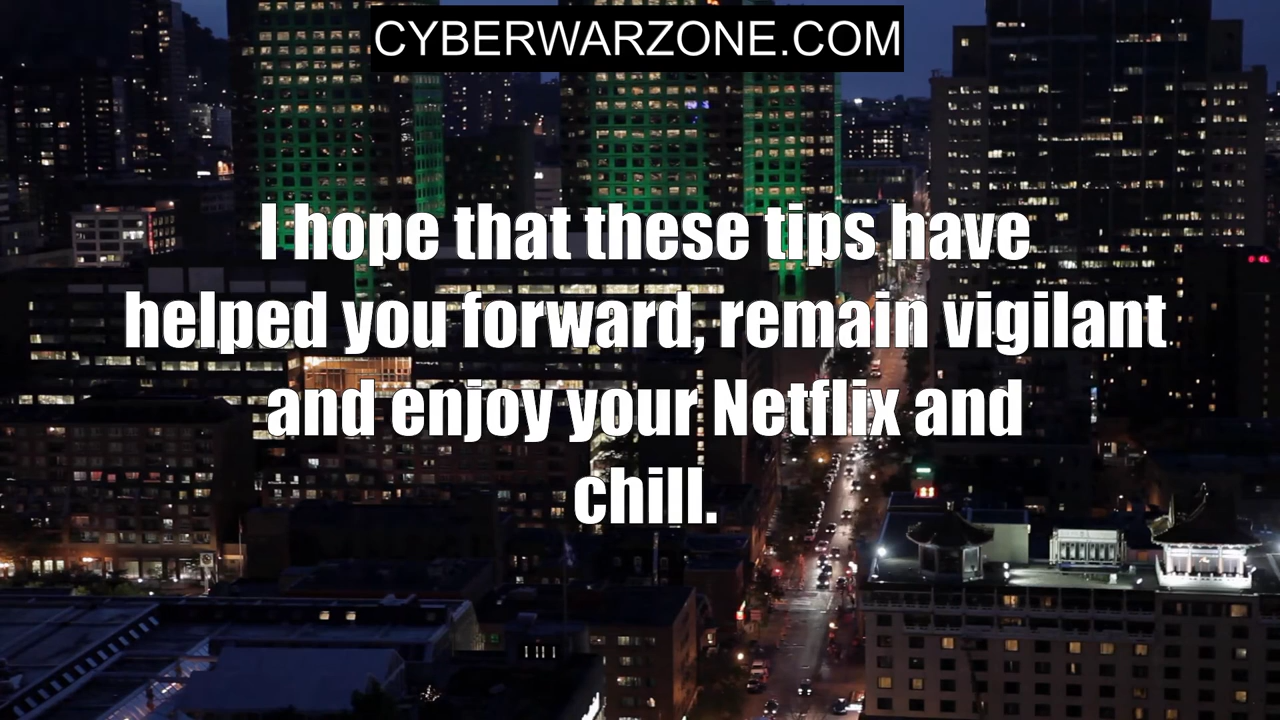 CYBERWARZONE.COM
I hope that these tips have
helped you forward, remain vigilant
and enjoy your Netflix and
chill.